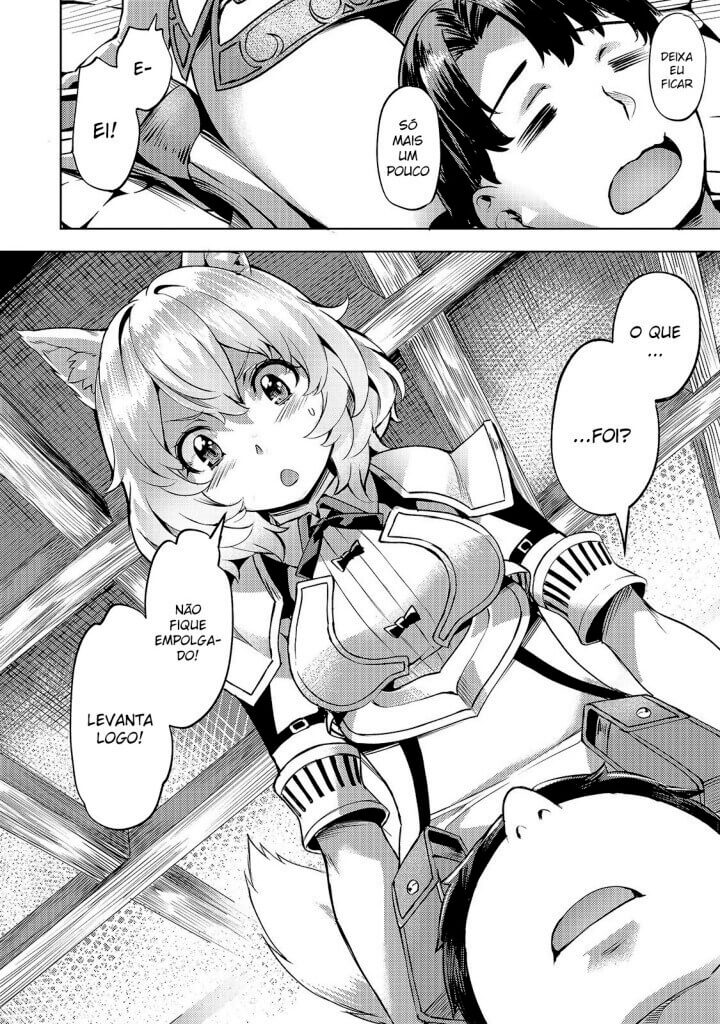 DEIXA
EU
FICAR
SÓ
MAIS
UM
POUCO
E-
EI!
O QUE
...
...FOI?
NÃO
FIQUE
EMPOLGA-
DO!
LEVANTA
LOGO!